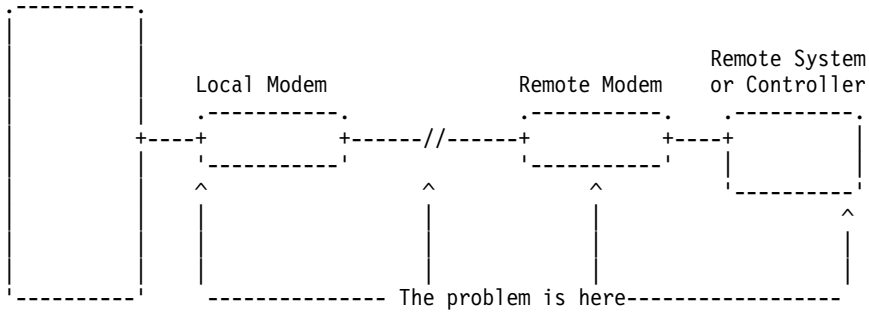 Remote System
Local Modem Remote Modem or Controller
The problem is here